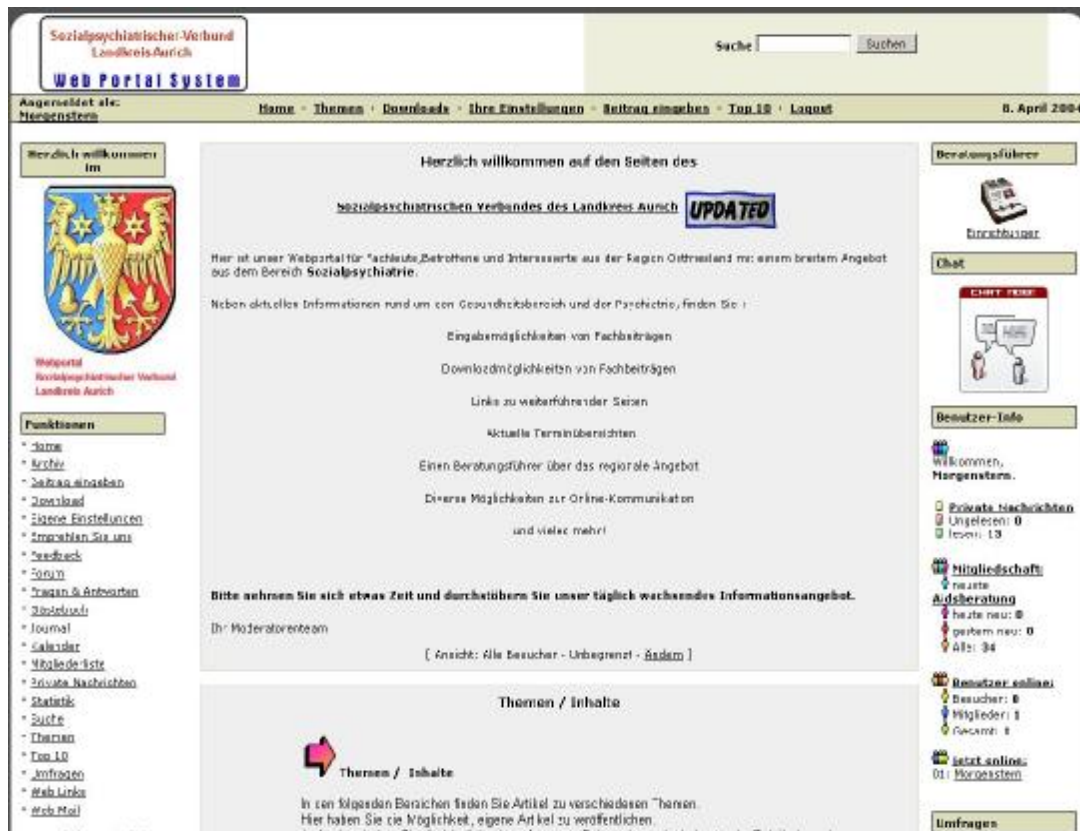 Sozialpsychiatrischer-Verbund
Landkreis Aurich
Web Portal System
Suche
Suchen
Angemeldet als:
Morgenstern
Home · Themen · Downloads · Ihre Einstellungen · Beitrag eingeben · Top 10 · Logout
8. April 2004
Herzlich willkommen
im
Webportal
Sozialpsychiatrischer Verbund
Landkreis Aurich
Funktionen
* Home
* Archiv
* Beitrag eingeben
* Download
* Eigene Einstellungen
* Empfehlen Sie uns
* Feedback
* Forum
* Fragen & Antworten
* Gästebuch
* Journal
* Kalender
* Mitgliederliste
* Private Nachrichten
* Statistik
* Suche
* Themen
* Top 10
* Umfragen
* Web Links
* Web Mail
Herzlich willkommen auf den Seiten des
Sozialpsychiatrischen Verbundes des Landkreis Aurich UPDATED
Hier ist unser Webportal für Fachleute,Betroffene und Interessierte aus der Region Ostfriesland mit einem breitem Angebot
aus dem Bereich Sozialpsychiatrie.
Neben aktuellen Informationen rund um den Gesundheitsbereich und der Psychiatrie, finden Sie :
Eingabemöglichkeiten von Fachbeiträgen
Downloadmöglichkeiten von Fachbeiträgen
Links zu weiterführender Seiten
Aktuelle Terminübersichten
Einen Beratungsführer über das regionale Angebot
Diverse Möglichkeiten zur Online-Kommunikation
und vieles mehr!
Bitte nehmen Sie sich etwas Zeit und durchstöbern Sie unser täglich wachsendes Informationsangebot.
Ihr Moderatorenteam
[ Ansicht: Alle Besucher - Unbegrenzt - Ändern ]
Themen / Inhalte
Themen / Inhalte
In den folgenden Bereichen finden Sie Artikel zu verschiedenen Themen.
Hier haben Sie die Möglichkeit, eigene Artikel zu veröffentlichen.
Beratungsführer
Einrichtungen
Chat
CHAT ROOM
Benutzer-Info
Willkommen,
Morgenstern.
Private Nachrichten
Ungelesen: 0
lesen: 13
Mitgliedschaft:
neuste
Aidsberatung
heute neu: 0
gestern neu: 0
Alle: 34
Benutzer online:
Besucher: 0
Mitglieder: 1
Gesamt: 1
jetzt online:
01: Morgenstern
Umfragen